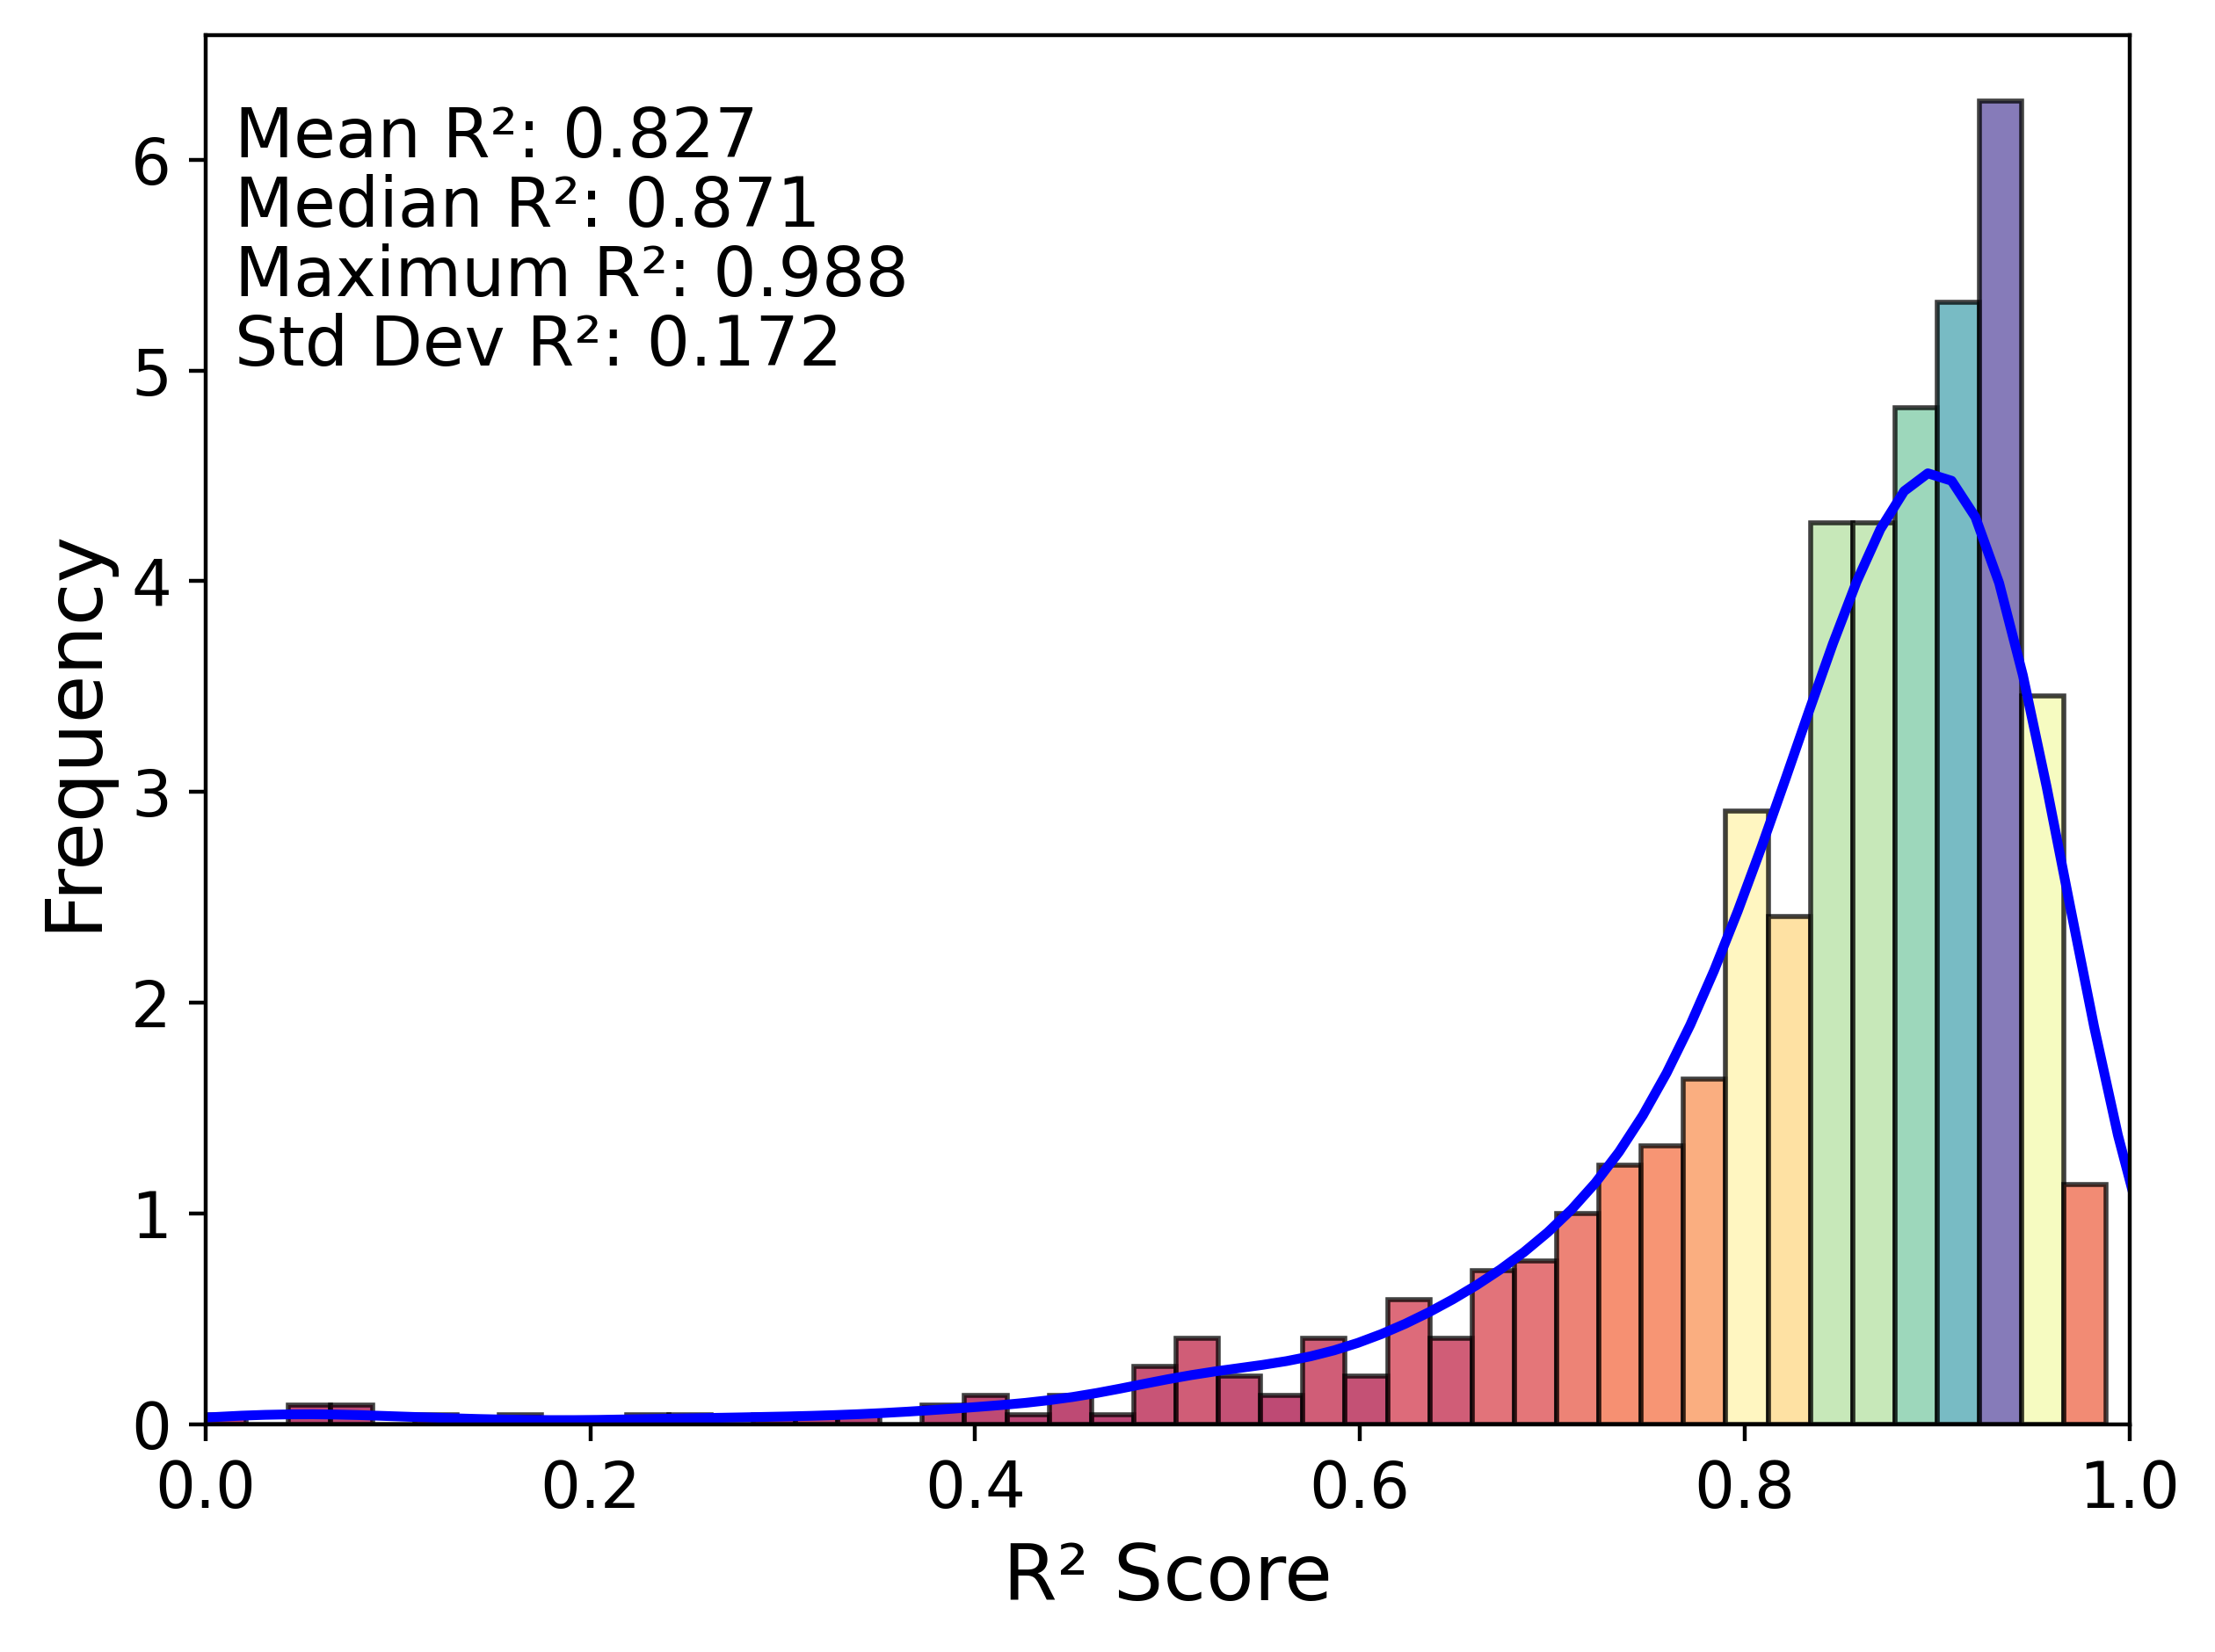 Mean R²: 0.827
Median R²: 0.871
Maximum R²: 0.988
Std Dev R²: 0.172
Frequency
6
5
4
3
2
1
0
0.0 0.2 0.4 0.6 0.8 1.0
R² Score